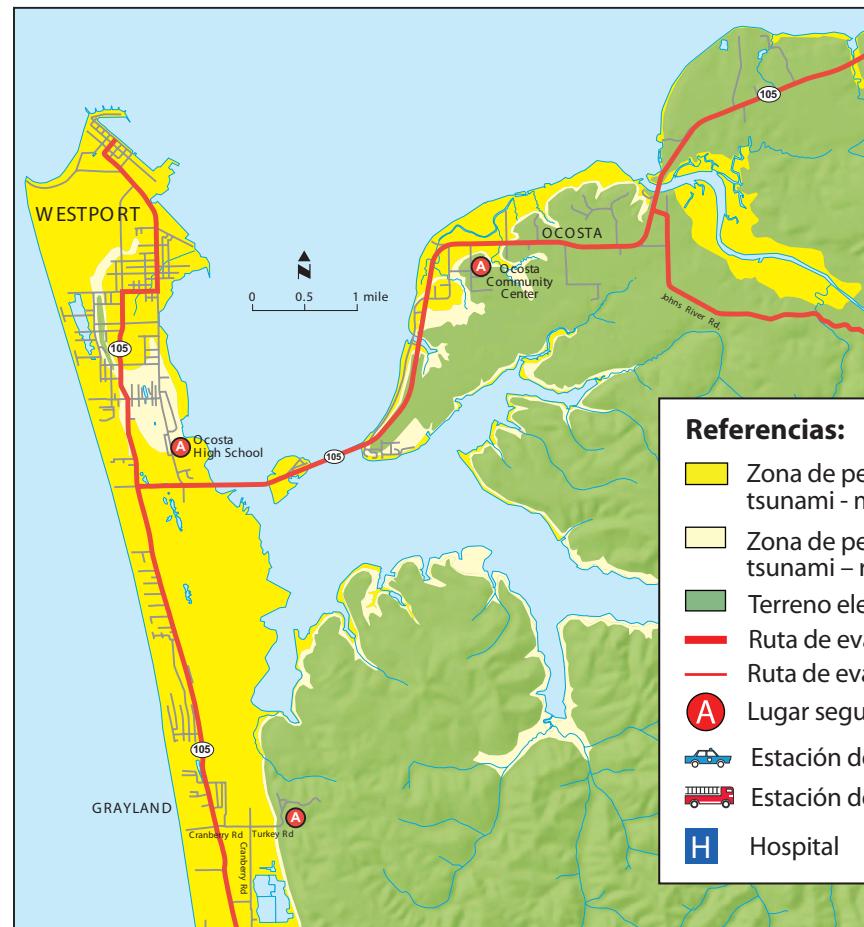 105
WESTPORT
OCOSTA
A
Ocosta
Community
Center
N
0 0.5 1 mile
Johns River Rd.
105
A
Ocosta
High School
105
Referencias:
Zona de pe
tsunami - m
Zona de pe
tsunami – r
Terreno ele
Ruta de eva
Ruta de eva
A Lugar segu
105
Estación de
Estación de
GRAYLAND
A
Cranberry Rd Turkey Rd
Cranberry Rd
H Hospital